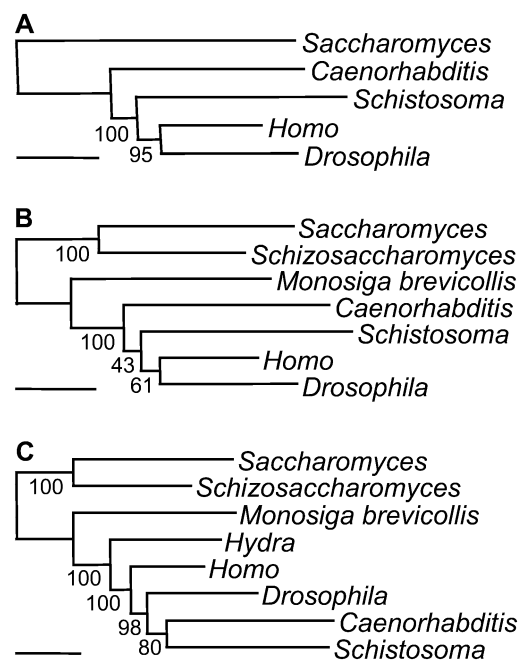 A
Saccharomyces
Caenorhabditis
Schistosoma
100
Homo
95
Drosophila
B
Saccharomyces
100
Schizosaccharomyces
Monosiga brevicollis
Caenorhabditis
100
Schistosoma
43
Homo
61
Drosophila
C
Saccharomyces
100
Schizosaccharomyces
Monosiga brevicollis
Hydra
100
Homo
100
Drosophila
98
Caenorhabditis
80
Schistosoma